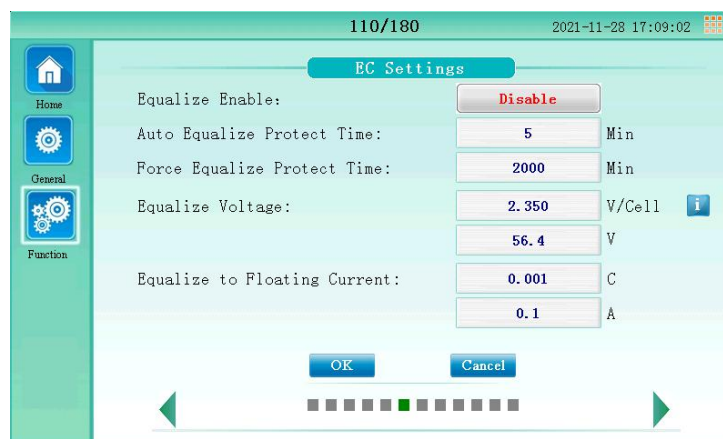 110/180
2021-11-28 17:09:02
EC Settings
Home
General
Function
Equalize Enable: Disable
Auto Equalize Protect Time: 5 Min
Force Equalize Protect Time: 2000 Min
Equalize Voltage: 2.350 V/Cell i
56.4 V
Equalize to Floating Current: 0.001 C
0.1 A
OK Cancel